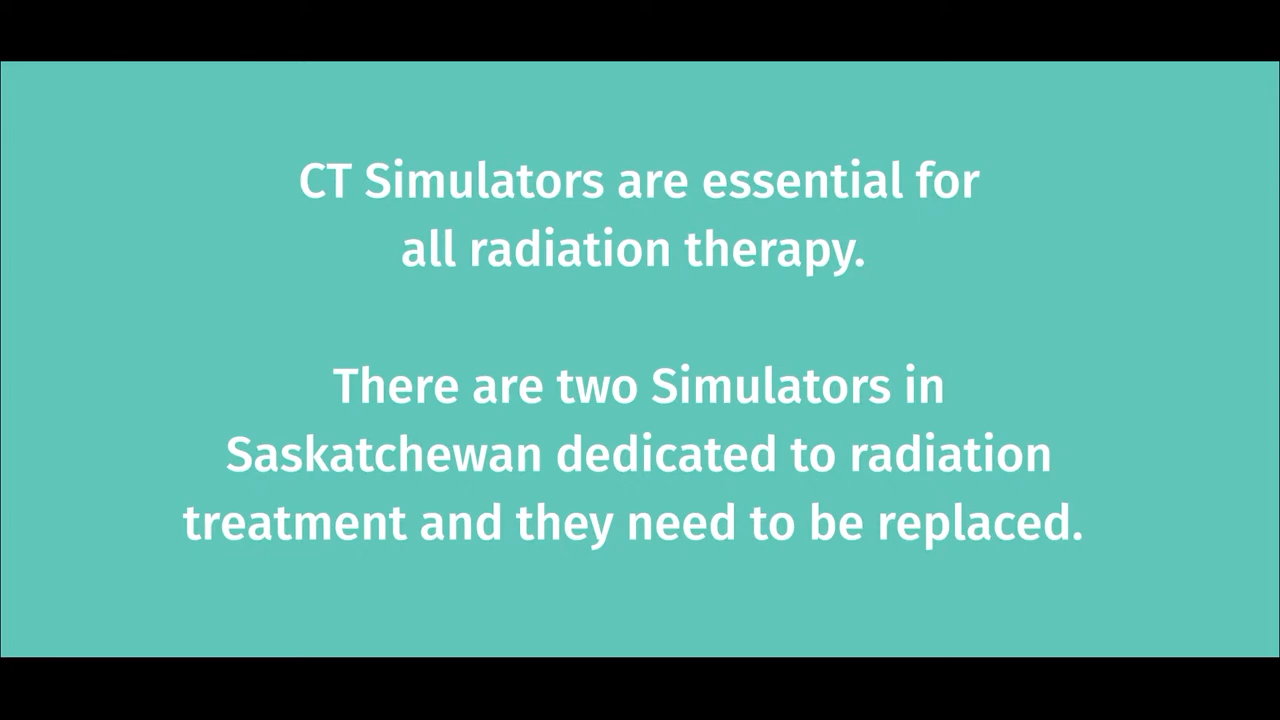 CT Simulators are essential for
all radiation therapy.
There are two Simulators in
Saskatchewan dedicated to radiation
treatment and they need to be replaced.